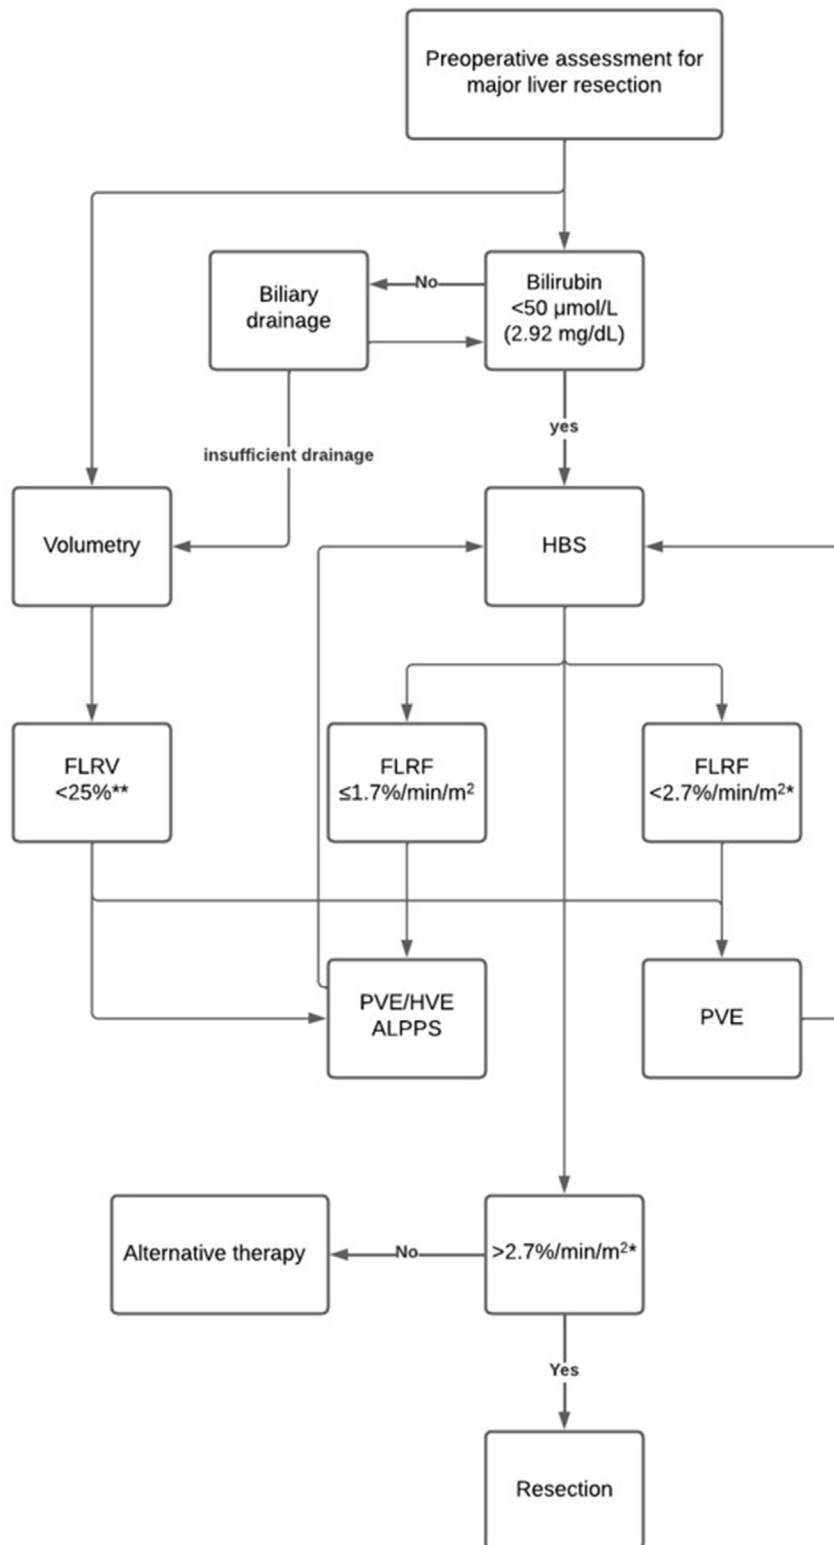 Preoperative assessment for
major liver resection
Biliary
drainage
No
Bilirubin
<50 µmol/L
(2.92 mg/dL)
insufficient drainage
yes
Volumetry
HBS
FLRV
<25%**
FLRF
≤1.7%/min/m²
FLRF
<2.7%/min/m²*
PVE/HVE
ALPPS
PVE
Alternative therapy
No
>2.7%/min/m²*
Yes
Resection